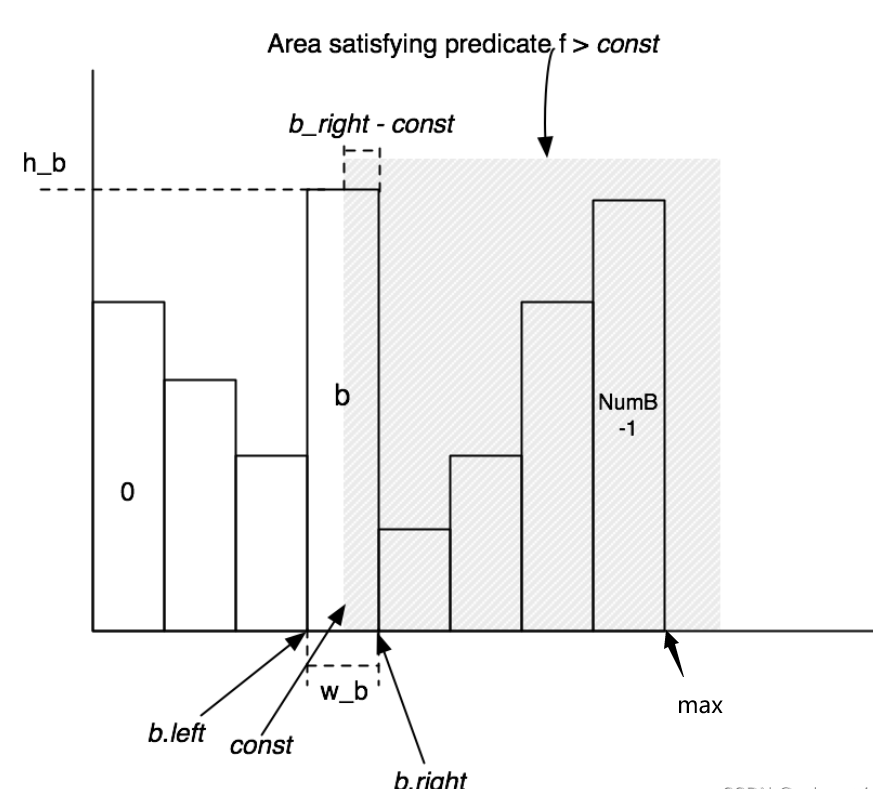 Area satisfying predicate f > const
b_right - const
h_b
b
NumB
-1
0
w_b
max
b.left
const
b.right